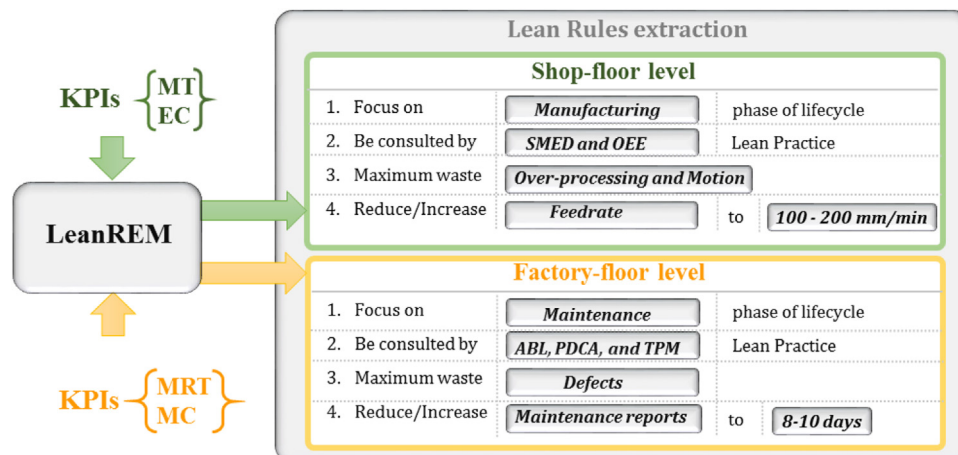 Lean Rules extraction
Shop-floor level
KPIs { MT EC }
1. Focus on Manufacturing phase of lifecycle
2. Be consulted by SMED and OEE Lean Practice
3. Maximum waste Over-processing and Motion
4. Reduce/Increase Feedrate to 100 - 200 mm/min
LeanREM
Factory-floor level
1. Focus on Maintenance phase of lifecycle
2. Be consulted by ABL, PDCA, and TPM Lean Practice
3. Maximum waste Defects
4. Reduce/Increase Maintenance reports to 8-10 days
KPIs { MRT MC }